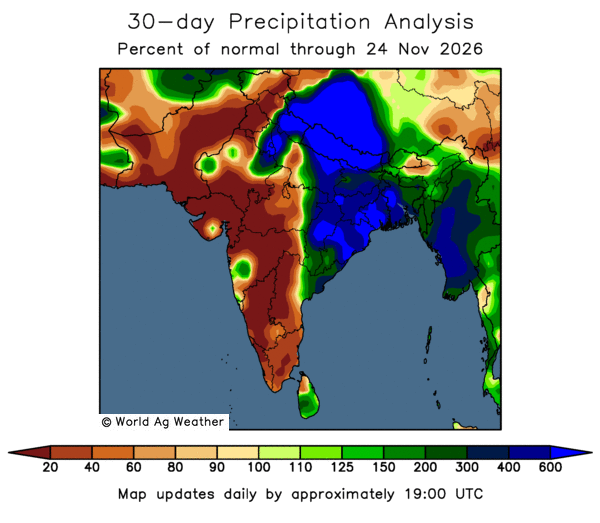 30-day Precipitation Analysis
Percent of normal through 24 Nov 2026
© World Ag Weather
20 40 60 80 90 100 110 125 150 200 300 400 600
Map updates daily by approximately 19:00 UTC